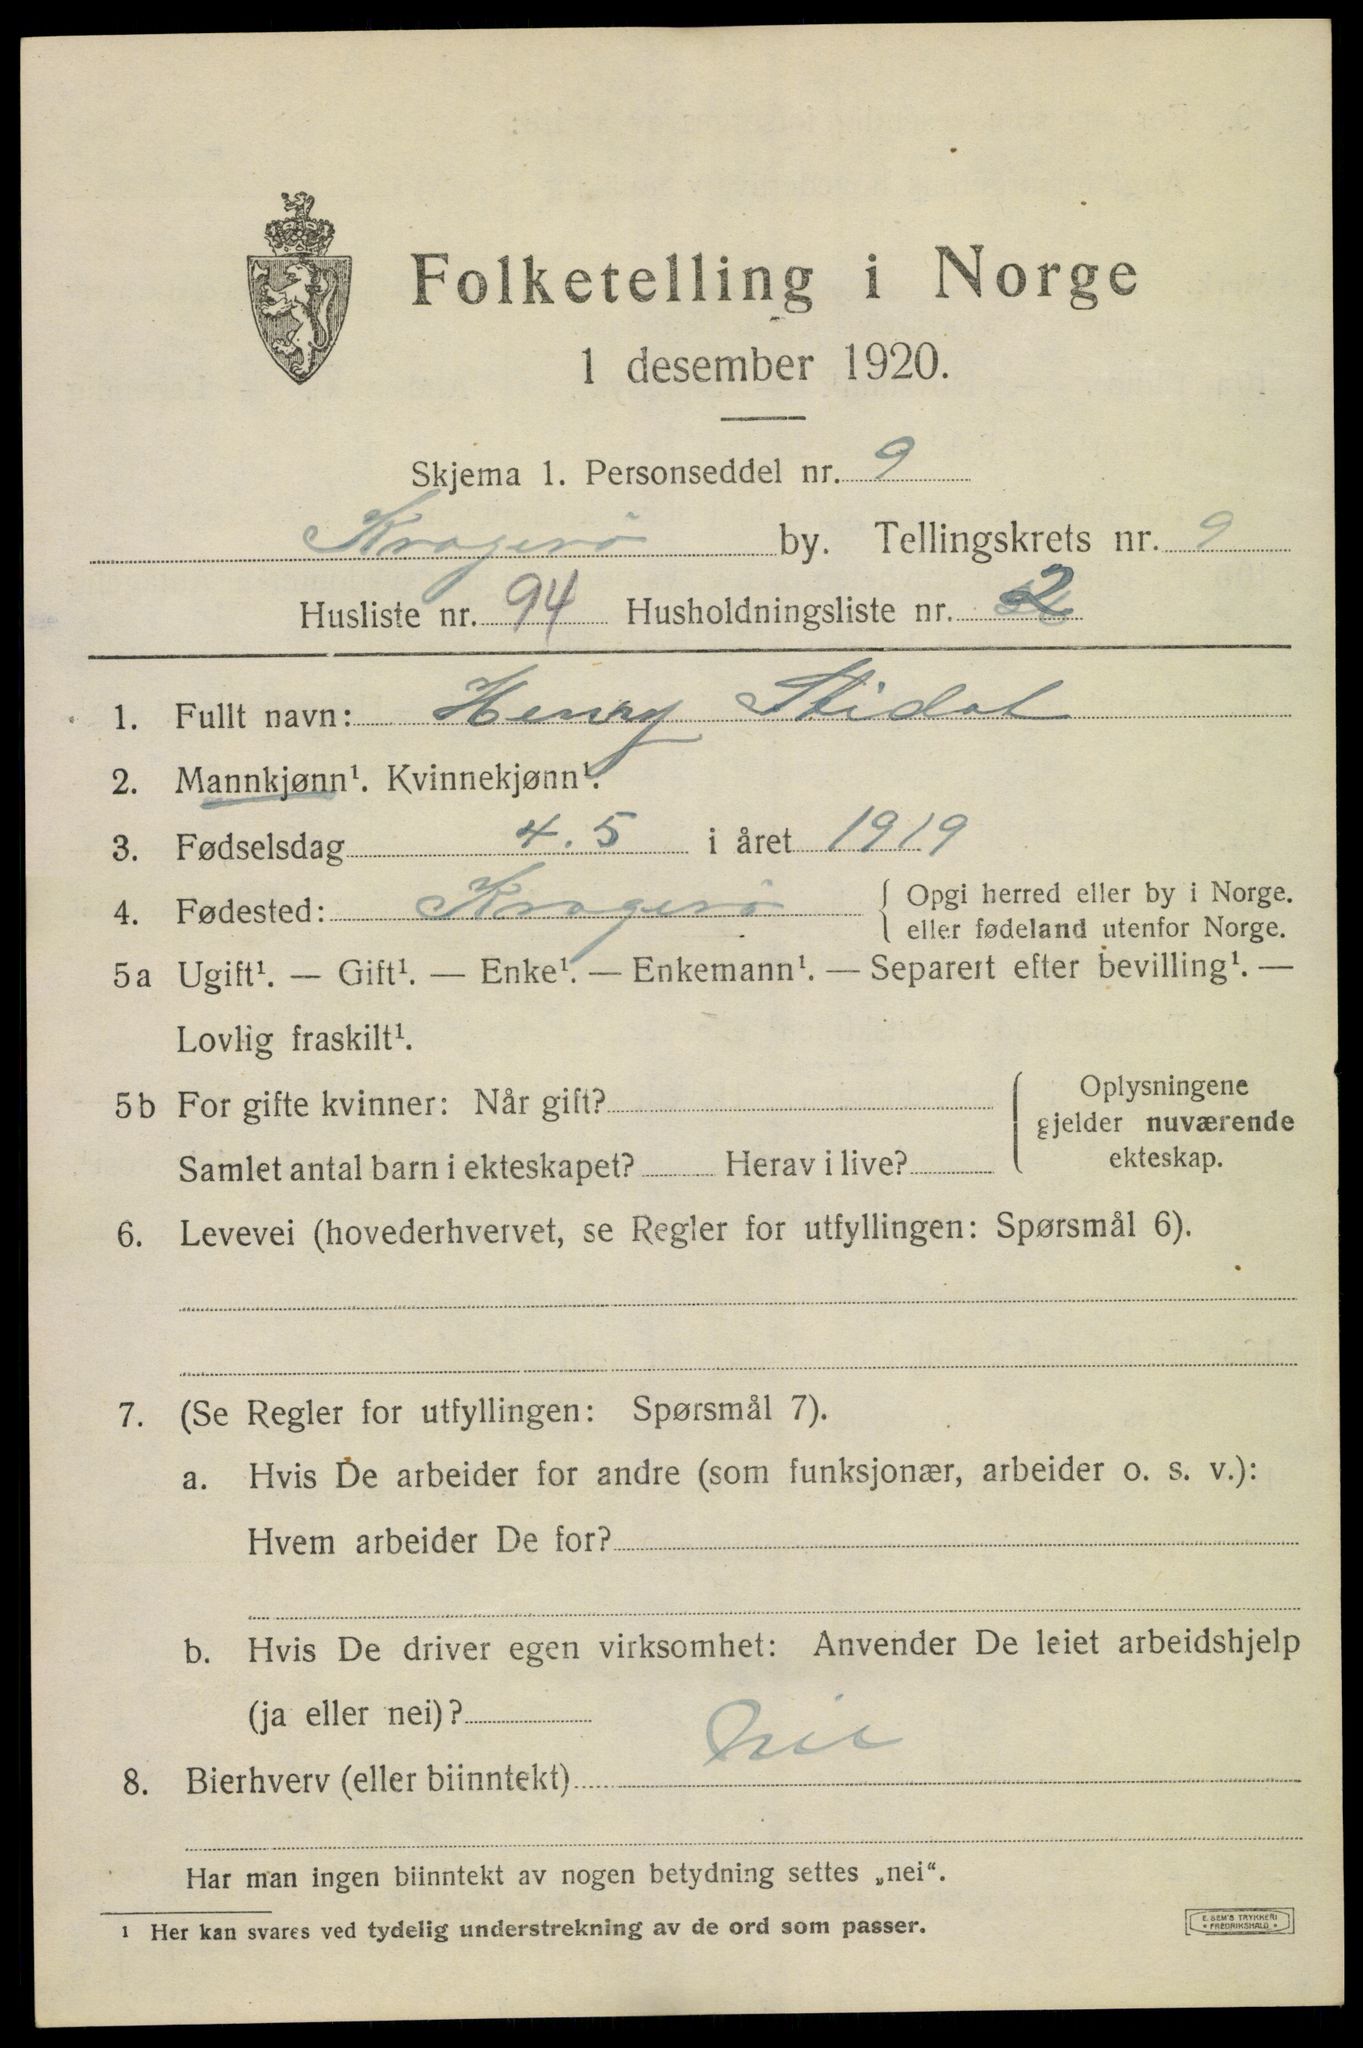 Folketelling i Norge
1 desember 1920.
Skjema 1. Personseddel nr. 9
Kragerö by. Tellingskrets nr. 9
Husliste nr. 94 Husholdningsliste nr. 2
1. Fullt navn: Henry
2. Mannkjønn¹. Kvinnekjønn¹.
3. Fødselsdag 4.5 i året 1919
4. Fødested: Kragerö { Opgi herred eller by i Norge.
eller fødeland utenfor Norge.
5a Ugift¹. — Gift¹. — Enke¹. — Enkemann¹. — Separert efter bevilling¹. —
Lovlig fraskilt¹.
5b For gifte kvinner: Når gift? { Oplysningene
gjelder nuværende
Samlet antal barn i ekteskapet? Herav i live? ekteskap.
6. Levevei (hovederhvervet, se Regler for utfyllingen: Spørsmål 6).
7. (Se Regler for utfyllingen: Spørsmål 7).
a. Hvis De arbeider for andre (som funksjonær, arbeider o. s. v.):
Hvem arbeider De for?
b. Hvis De driver egen virksomhet: Anvender De leiet arbeidshjelp
(ja eller nei)?
8. Bierhverv (eller biinntekt) Nei
Har man ingen biinntekt av nogen betydning settes „nei“.
1 Her kan svares ved tydelig understrekning av de ord som passer.
E. SEM'S TRYKKERI
FREDRIKSHALD